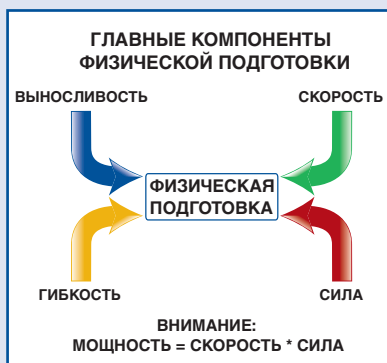 ГЛАВНЫЕ КОМПОНЕНТЫ
ФИЗИЧЕСКОЙ ПОДГОТОВКИ
ВЫНОСЛИВОСТЬ
СКОРОСТЬ
ФИЗИЧЕСКАЯ
ПОДГОТОВКА
ГИБКОСТЬ
СИЛА
ВНИМАНИЕ:
МОЩНОСТЬ = СКОРОСТЬ * СИЛА